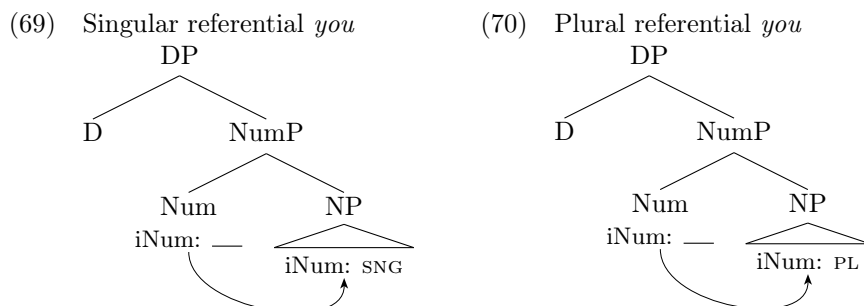 (69) Singular referential you (70) Plural referential you
DP DP
D NumP D NumP
Num NP Num NP
iNum: __ iNum: __
iNum: SNG iNum: PL